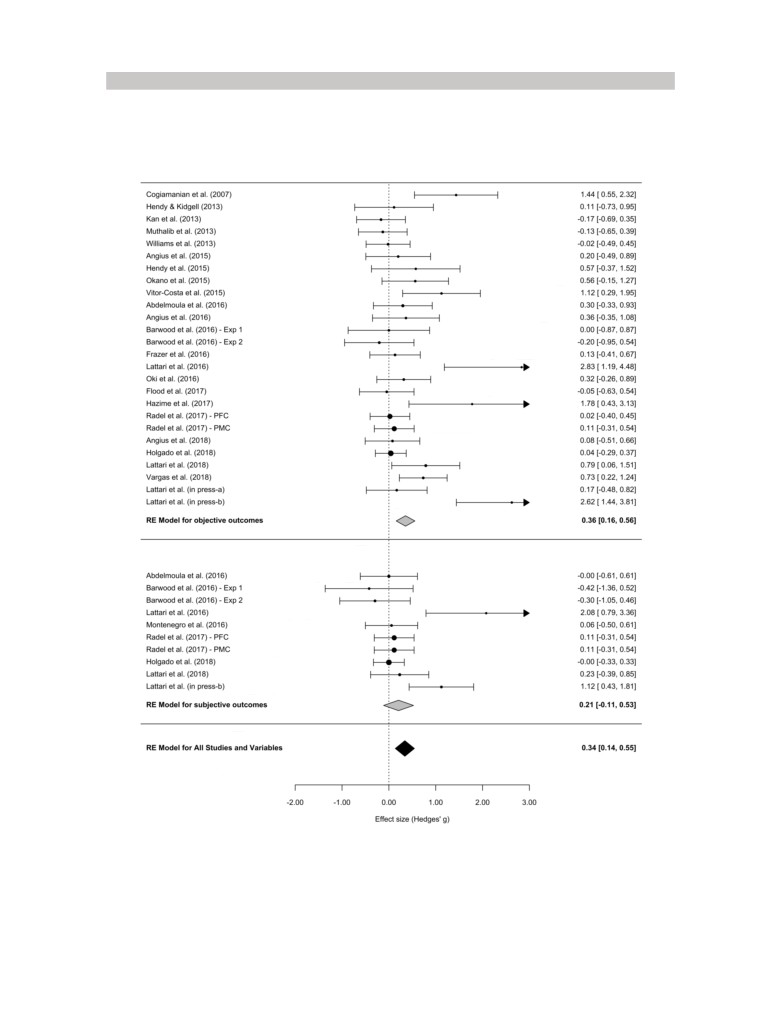 Cogiamanian et al. (2007) 1.44 [ 0.55, 2.32]
Hendy & Kidgell (2013) 0.11 [-0.73, 0.95]
Kan et al. (2013) -0.17 [-0.69, 0.35]
Muthalib et al. (2013) -0.13 [-0.65, 0.39]
Williams et al. (2013) -0.02 [-0.49, 0.45]
Angius et al. (2015) 0.20 [-0.49, 0.89]
Hendy et al. (2015) 0.57 [-0.37, 1.52]
Okano et al. (2015) 0.56 [-0.15, 1.27]
Vitor-Costa et al. (2015) 1.12 [ 0.29, 1.95]
Abdelmoula et al. (2016) 0.30 [-0.33, 0.93]
Angius et al. (2016) 0.36 [-0.35, 1.08]
Barwood et al. (2016) - Exp 1 0.00 [-0.87, 0.87]
Barwood et al. (2016) - Exp 2 -0.20 [-0.95, 0.54]
Frazer et al. (2016) 0.13 [-0.41, 0.67]
Lattari et al. (2016) 2.83 [ 1.19, 4.48]
Oki et al. (2016) 0.32 [-0.26, 0.89]
Flood et al. (2017) -0.05 [-0.63, 0.54]
Hazime et al. (2017) 1.78 [ 0.43, 3.13]
Radel et al. (2017) - PFC 0.02 [-0.40, 0.45]
Radel et al. (2017) - PMC 0.11 [-0.31, 0.54]
Angius et al. (2018) 0.08 [-0.51, 0.66]
Holgado et al. (2018) 0.04 [-0.29, 0.37]
Lattari et al. (2018) 0.79 [ 0.06, 1.51]
Vargas et al. (2018) 0.73 [ 0.22, 1.24]
Lattari et al. (in press-a) 0.17 [-0.48, 0.82]
Lattari et al. (in press-b) 2.62 [ 1.44, 3.81]
RE Model for objective outcomes 0.36 [0.16, 0.56]
Abdelmoula et al. (2016) -0.00 [-0.61, 0.61]
Barwood et al. (2016) - Exp 1 -0.42 [-1.36, 0.52]
Barwood et al. (2016) - Exp 2 -0.30 [-1.05, 0.46]
Lattari et al. (2016) 2.08 [ 0.79, 3.36]
Montenegro et al. (2016) 0.06 [-0.50, 0.61]
Radel et al. (2017) - PFC 0.11 [-0.31, 0.54]
Radel et al. (2017) - PMC 0.11 [-0.31, 0.54]
Holgado et al. (2018) -0.00 [-0.33, 0.33]
Lattari et al. (2018) 0.23 [-0.39, 0.85]
Lattari et al. (in press-b) 1.12 [ 0.43, 1.81]
RE Model for subjective outcomes 0.21 [-0.11, 0.53]
RE Model for All Studies and Variables 0.34 [0.14, 0.55]
-2.00 -1.00 0.00 1.00 2.00 3.00
Effect size (Hedges' g)